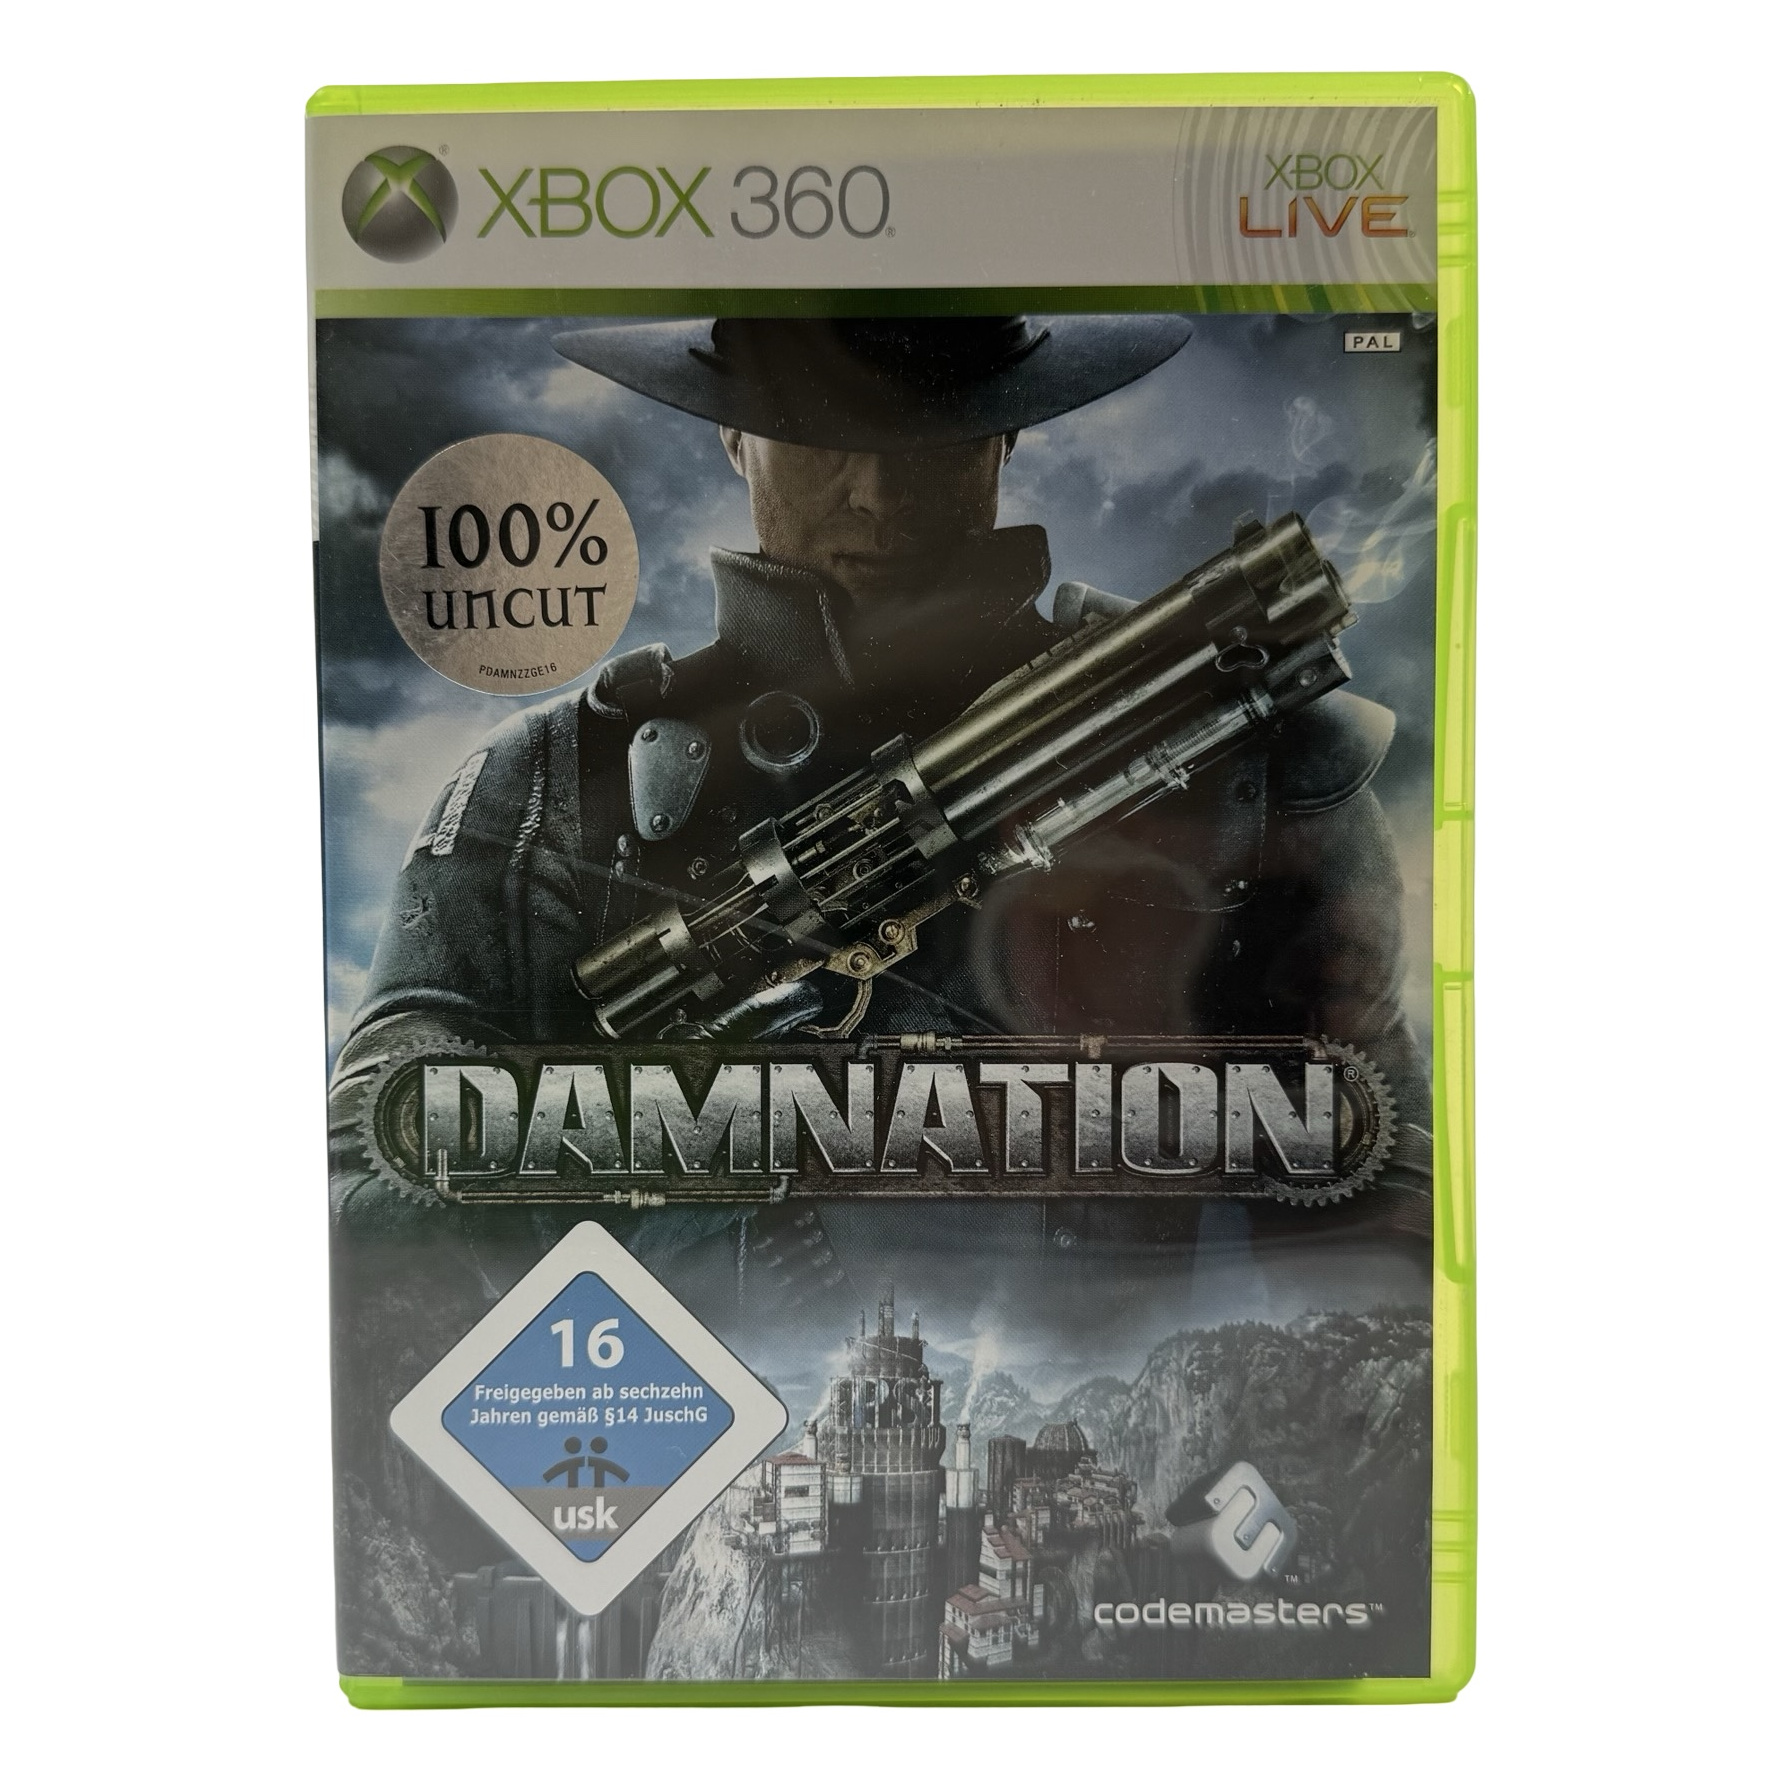 XBOX 360
XBOX
LIVE
PAL
100%
uncut
PDAMNZZGE16
DAMNATION
16
Freigegeben ab sechzehn
Jahren gemäß §14 JuschG
usk
codemasters